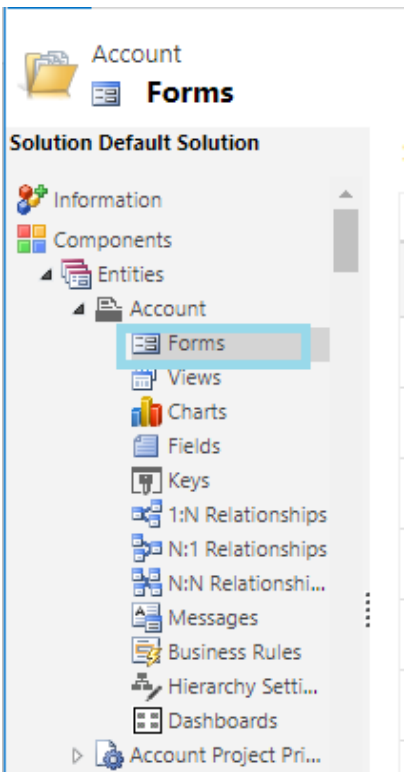 Account
Forms
Solution Default Solution
Information
Components
Entities
Account
Forms
Views
Charts
Fields
Keys
1:N Relationships
N:1 Relationships
N:N Relationshi...
Messages
Business Rules
Hierarchy Setti...
Dashboards
Account Project Pri...